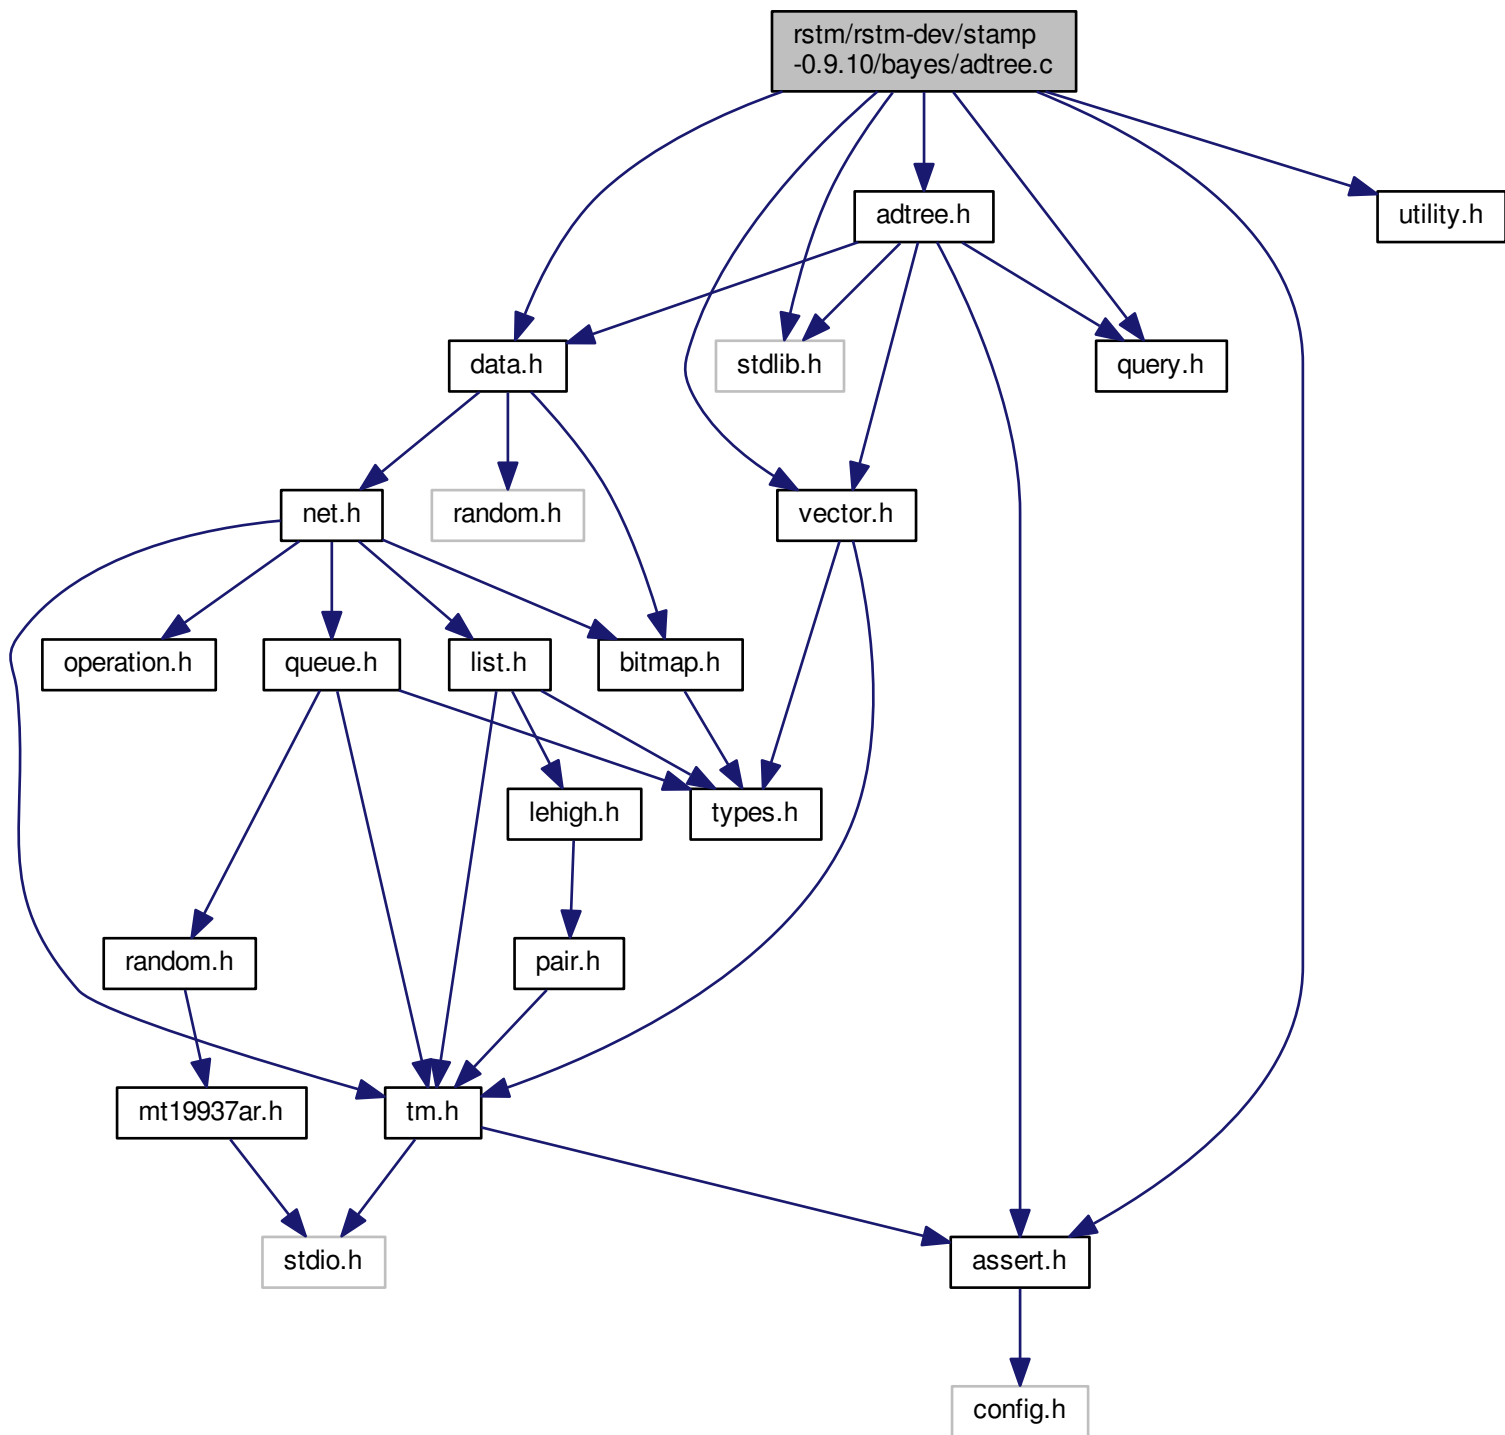 rstm/rstm-dev/stamp
-0.9.10/bayes/adtree.c
adtree.h
utility.h
data.h
stdlib.h
query.h
net.h
random.h
vector.h
operation.h
queue.h
list.h
bitmap.h
lehigh.h
types.h
random.h
pair.h
mt19937ar.h
tm.h
stdio.h
assert.h
config.h